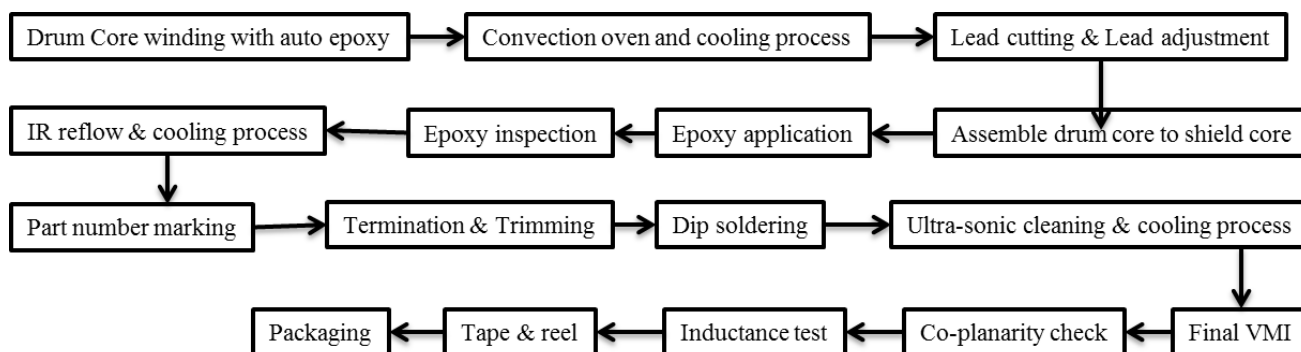 Drum Core winding with auto epoxy
Convection oven and cooling process
Lead cutting & Lead adjustment
Assemble drum core to shield core
Epoxy application
Epoxy inspection
IR reflow & cooling process
Part number marking
Termination & Trimming
Dip soldering
Ultra-sonic cleaning & cooling process
Final VMI
Co-planarity check
Inductance test
Tape & reel
Packaging